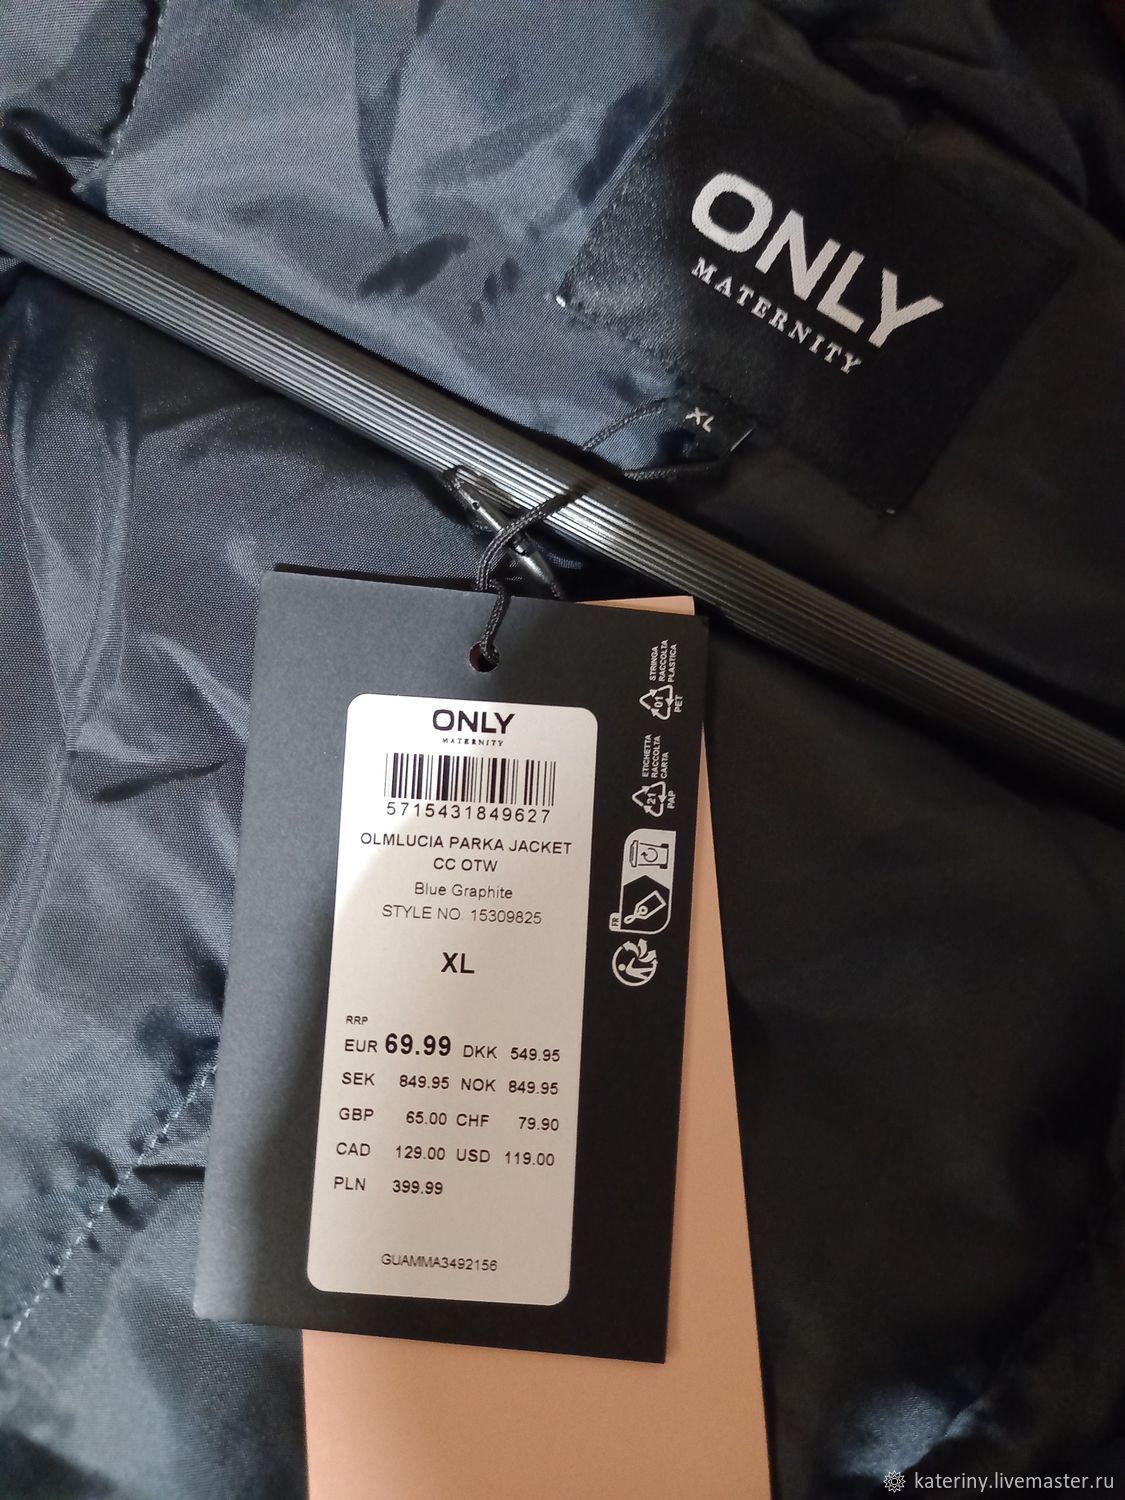 ONLY
MATERNITY
XL
STRINGA
RACCOLTA
PLASTICA
01
PET
ETICHETTA
RACCOLTA
CARTA
21
PAP
FR
ONLY
MATERNITY
5715431849627
OLMLUCIA PARKA JACKET
CC OTW
Blue Graphite
STYLE NO. 15309825
XL
RRP
EUR 69.99 DKK 549.95
SEK 849.95 NOK 849.95
GBP 65.00 CHF 79.90
CAD 129.00 USD 119.00
PLN 399.99
GUAMMA3492156
kateriny.livemaster.ru